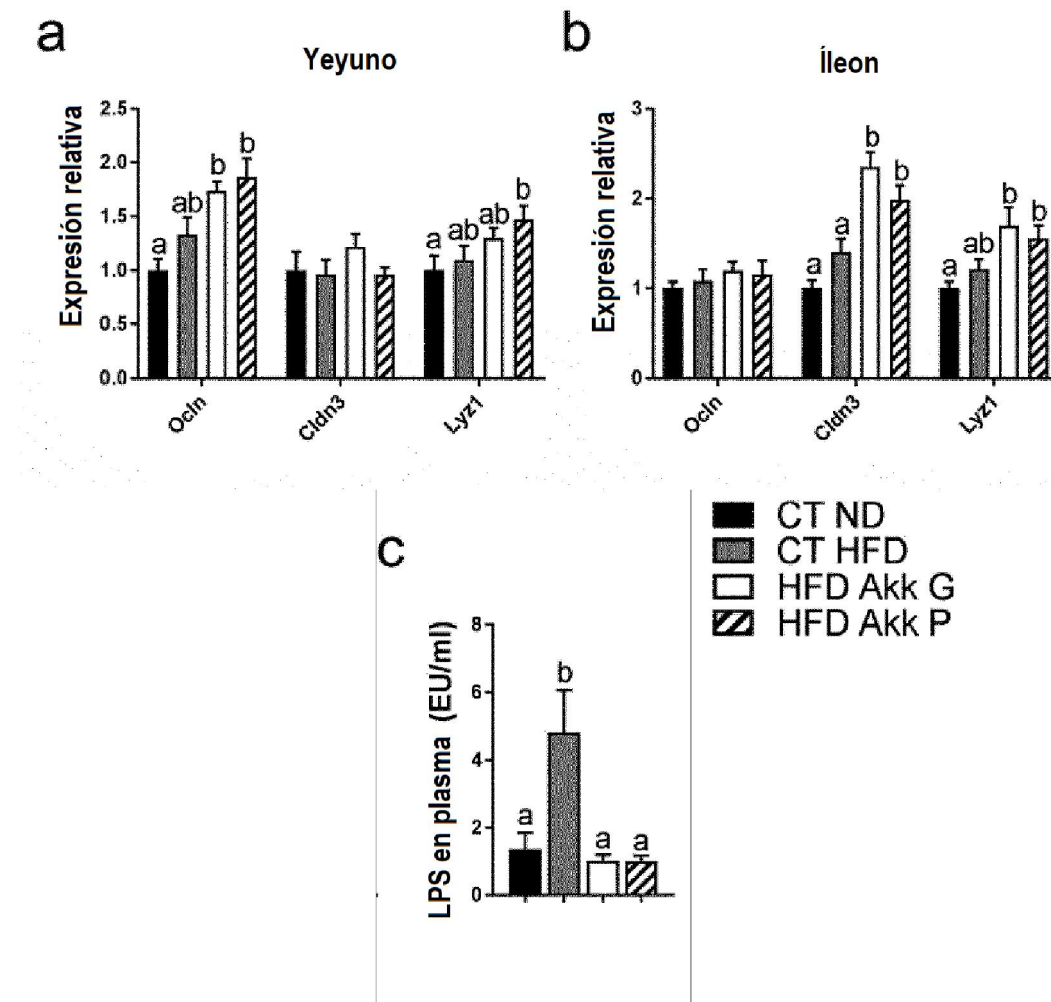 a
Yeyuno
Expresión relativa
2.5
2.0
1.5
1.0
0.5
0.0
a
ab
b
b
a
ab
ab
b
Ocln
Cldn3
Lyz1
b
Íleon
Expresión relativa
3
2
1
0
a
a
b
b
a
ab
b
b
Ocln
Cldn3
Lyz1
CT ND
CT HFD
HFD Akk G
HFD Akk P
c
LPS en plasma (EU/ml)
8
6
4
2
0
a
b
a
a